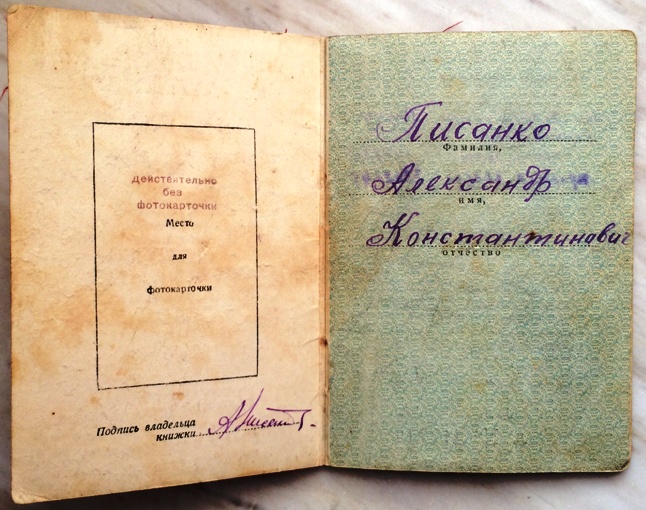 действительно
без
фотокарточки
Место
для
фотокарточки
Подпись владельца
книжки
Писанко
Фамилия,
Александр
имя,
Константинович
отчество